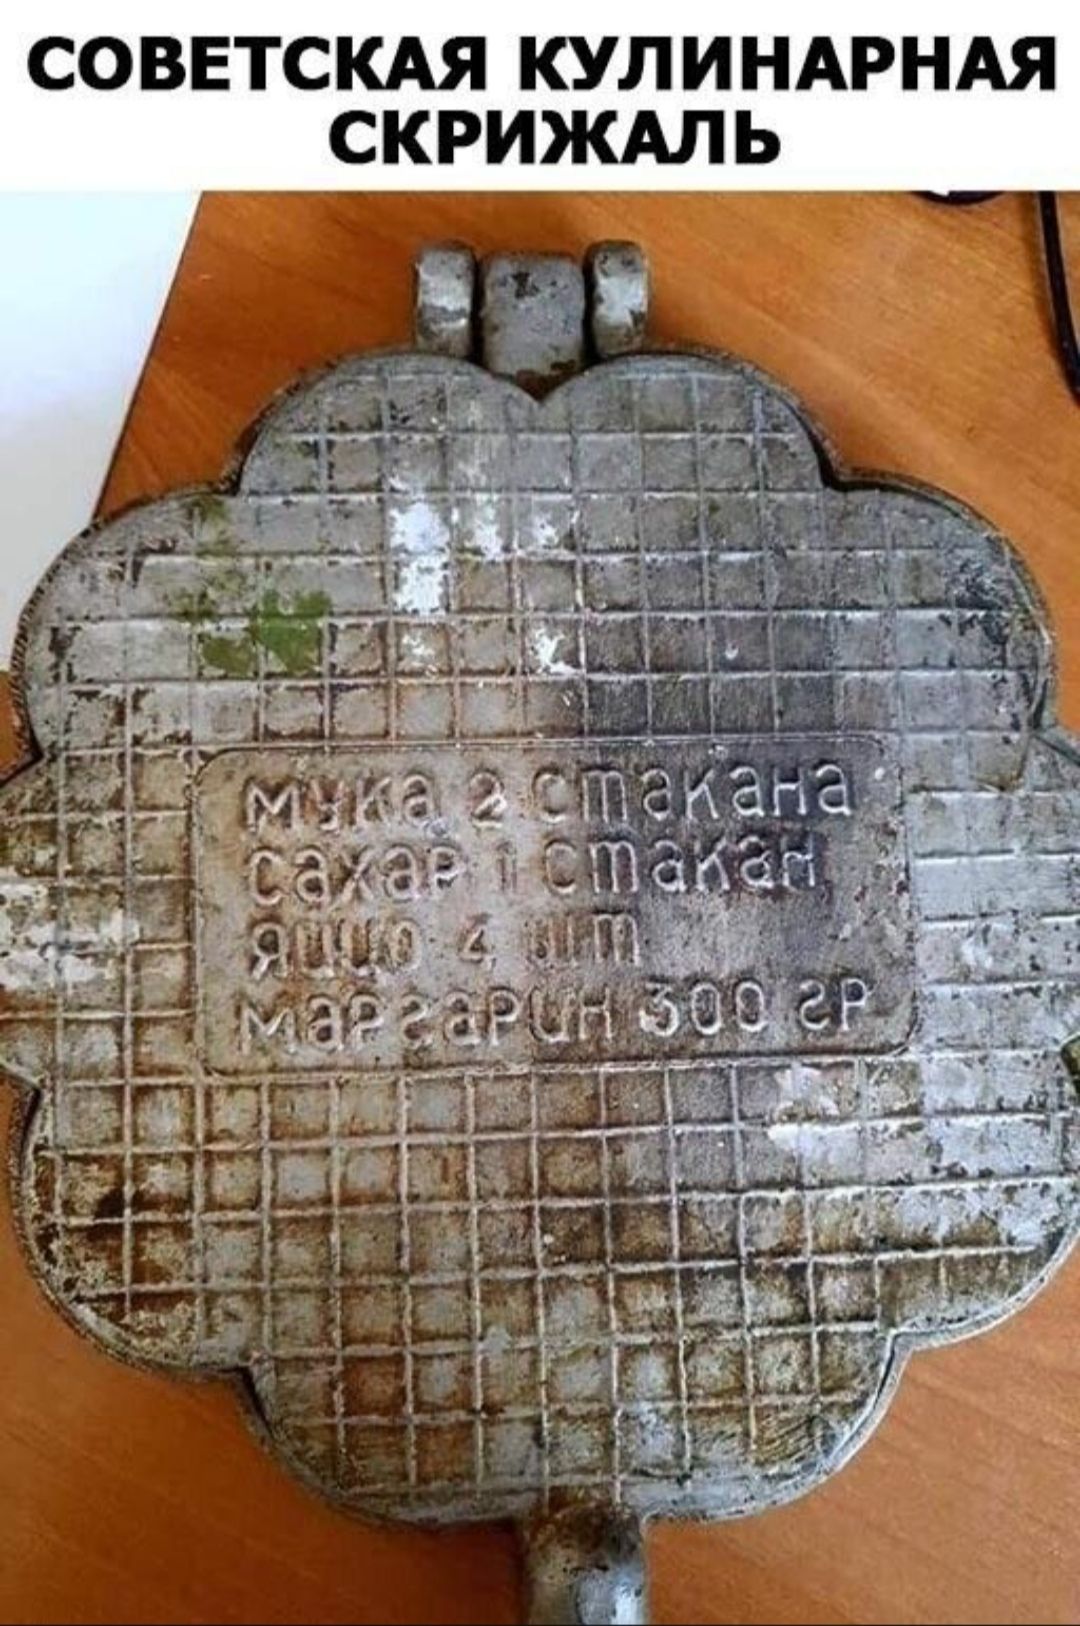 СОВЕТСКАЯ КУЛИНАРНАЯ
СКРИЖАЛЬ
мука 2 стакана
сахар 1 стакан
яйцо 4 шт
маргарин 300 гр